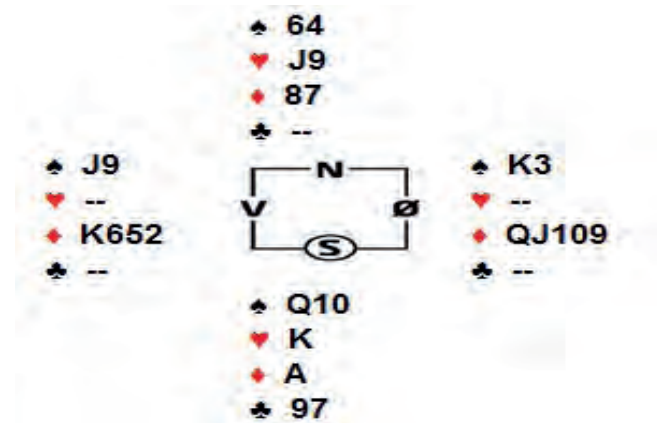 ♠ 64
♥ J9
♦ 87
♣ --
♠ J9
♥ --
♦ K652
♣ --
N
V Ø
S
♠ K3
♥ --
♦ QJ109
♣ --
♠ Q10
♥ K
♦ A
♣ 97